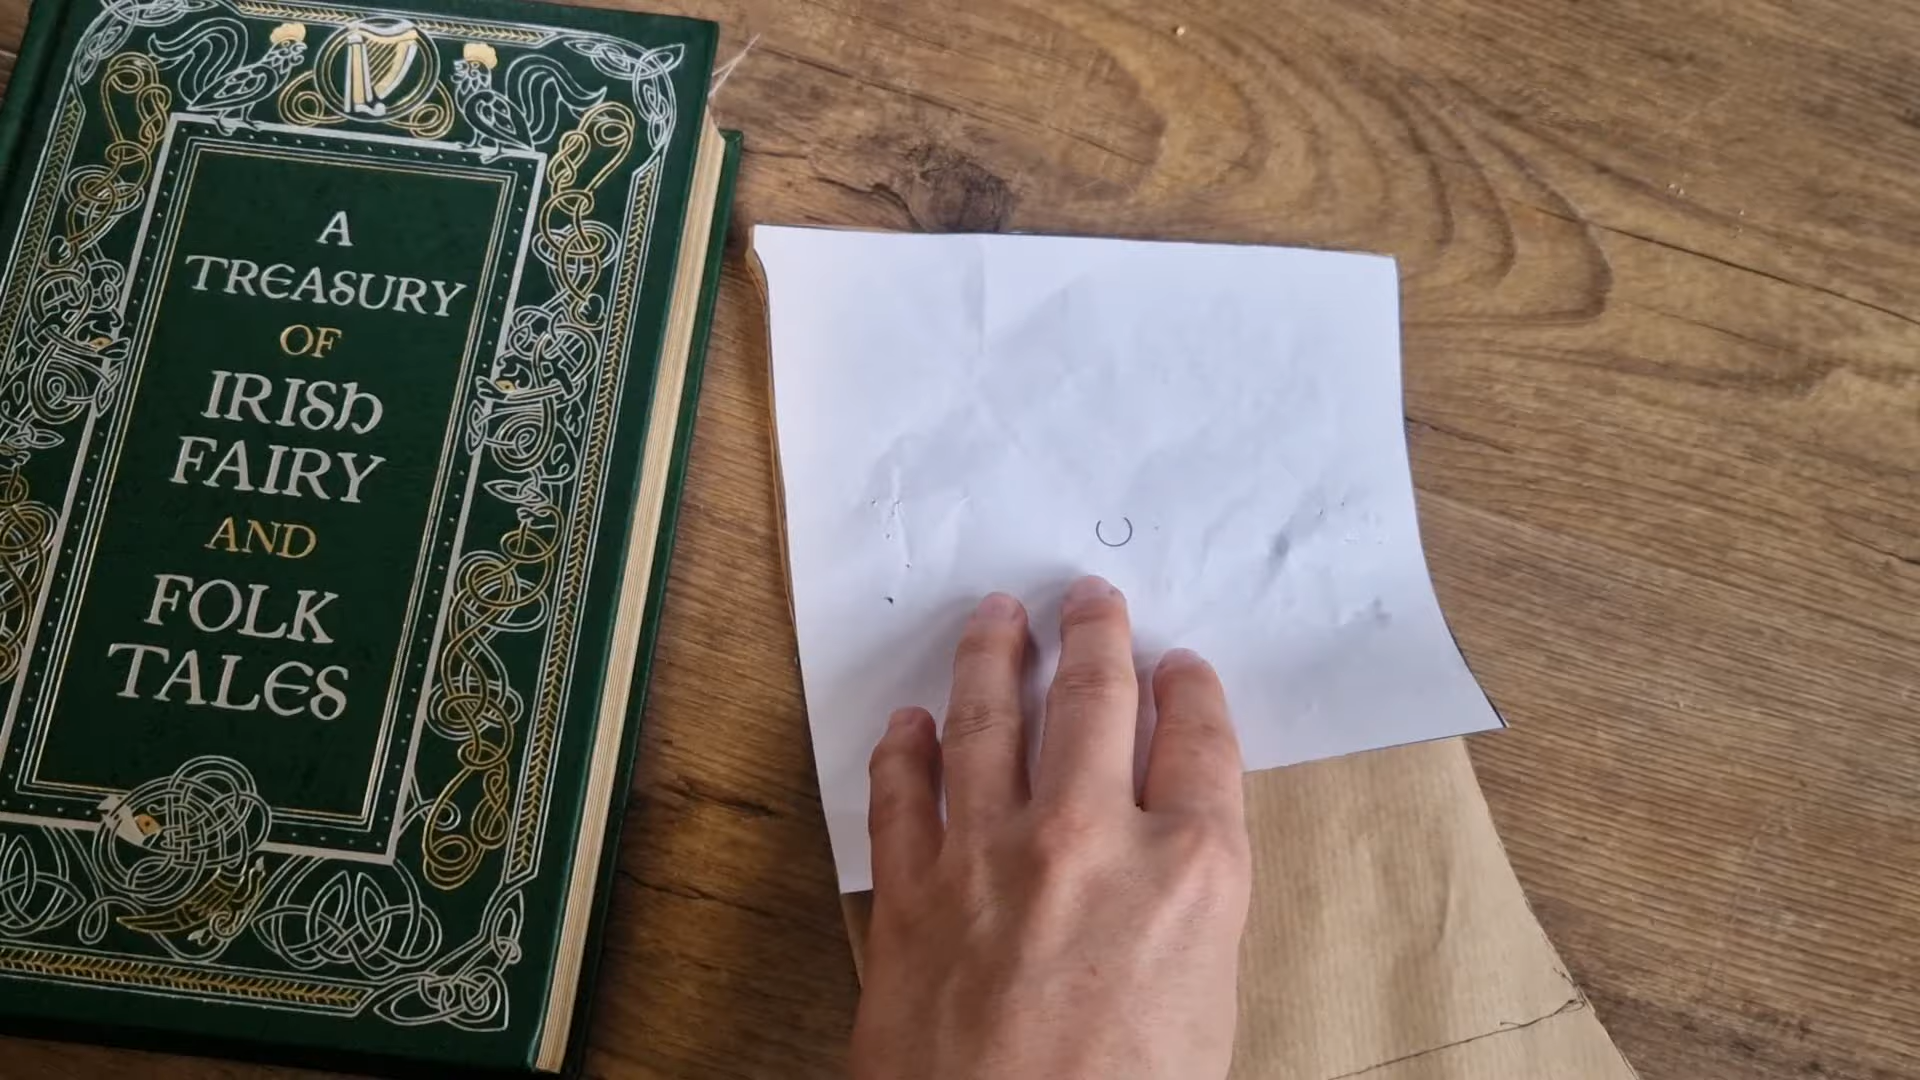 A
TREASURY
OF
IRISH
FAIRY
AND
FOLK
TALES